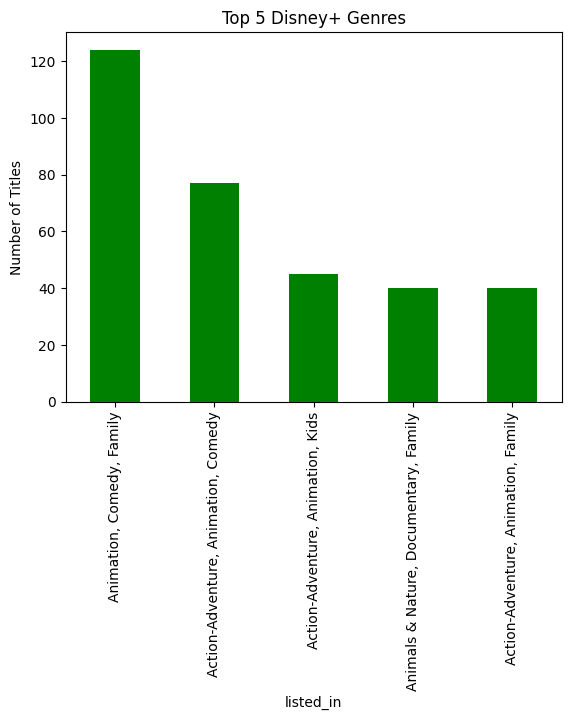 Top 5 Disney+ Genres
Number of Titles
120
100
80
60
40
20
0
Animation, Comedy, Family
Action-Adventure, Animation, Comedy
Action-Adventure, Animation, Kids
Animals & Nature, Documentary, Family
Action-Adventure, Animation, Family
listed_in